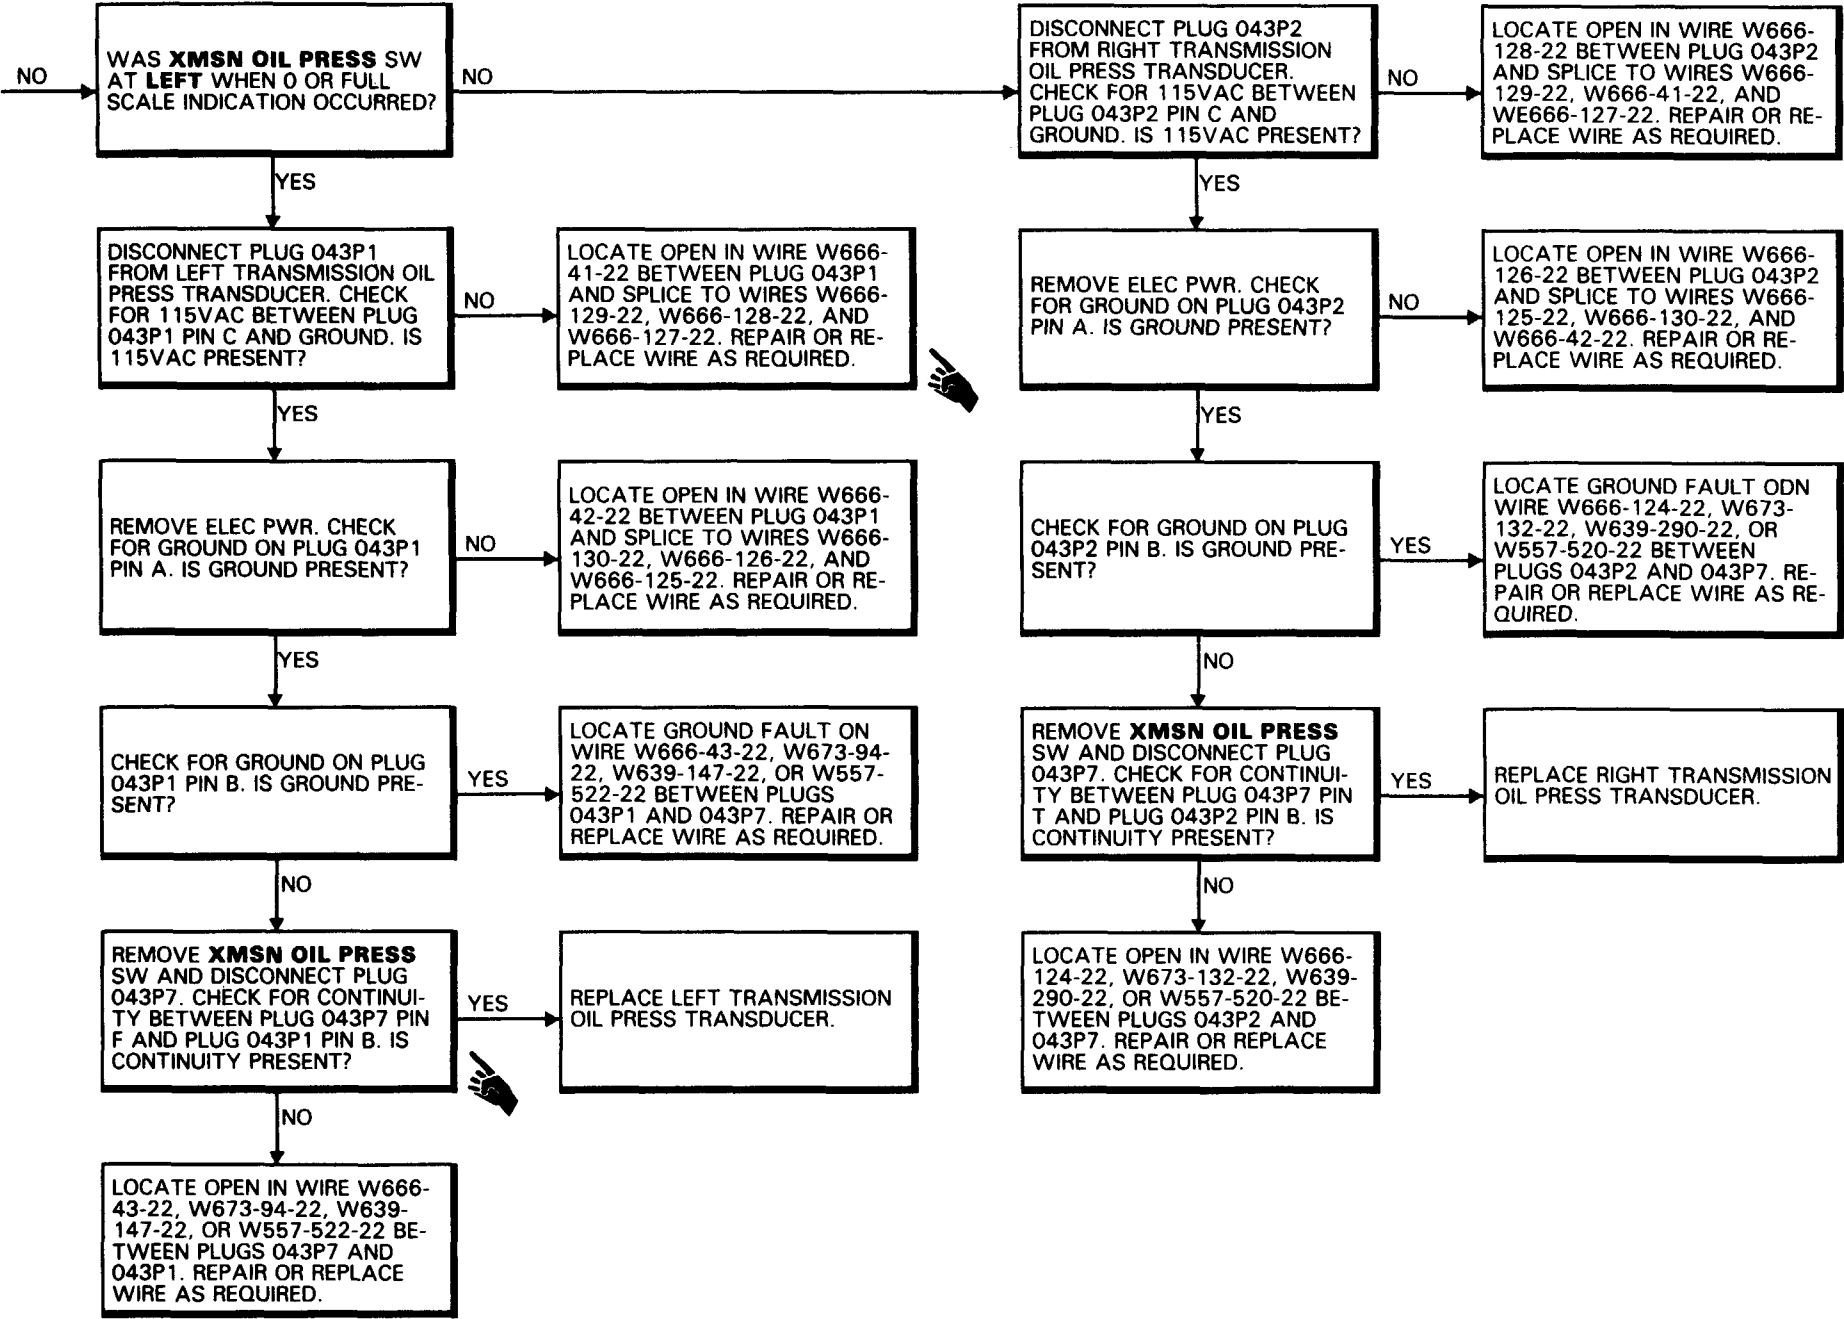 NO
WAS XMSN OIL PRESS SW
AT LEFT WHEN 0 OR FULL
SCALE INDICATION OCCURRED?
NO
YES
DISCONNECT PLUG 043P1
FROM LEFT TRANSMISSION OIL
PRESS TRANSDUCER. CHECK
FOR 115VAC BETWEEN PLUG
043P1 PIN C AND GROUND. IS
115VAC PRESENT?
NO
LOCATE OPEN IN WIRE W666-
41-22 BETWEEN PLUG 043P1
AND SPLICE TO WIRES W666-
129-22, W666-128-22, AND
W666-127-22. REPAIR OR RE-
PLACE WIRE AS REQUIRED.
YES
REMOVE ELEC PWR. CHECK
FOR GROUND ON PLUG 043P1
PIN A. IS GROUND PRESENT?
NO
LOCATE OPEN IN WIRE W666-
42-22 BETWEEN PLUG 043P1
AND SPLICE TO WIRES W666-
130-22, W666-126-22, AND
W666-125-22. REPAIR OR RE-
PLACE WIRE AS REQUIRED.
YES
CHECK FOR GROUND ON PLUG
043P1 PIN B. IS GROUND PRE-
SENT?
YES
LOCATE GROUND FAULT ON
WIRE W666-43-22, W673-94-
22, W639-147-22, OR W557-
522-22 BETWEEN PLUGS
043P1 AND 043P7. REPAIR OR
REPLACE WIRE AS REQUIRED.
NO
REMOVE XMSN OIL PRESS
SW AND DISCONNECT PLUG
043P7. CHECK FOR CONTINUI-
TY BETWEEN PLUG 043P7 PIN
F AND PLUG 043P1 PIN B. IS
CONTINUITY PRESENT?
YES
REPLACE LEFT TRANSMISSION
OIL PRESS TRANSDUCER.
NO
LOCATE OPEN IN WIRE W666-
43-22, W673-94-22, W639-
147-22, OR W557-522-22 BE-
TWEEN PLUGS 043P7 AND
043P1. REPAIR OR REPLACE
WIRE AS REQUIRED.
DISCONNECT PLUG 043P2
FROM RIGHT TRANSMISSION
OIL PRESS TRANSDUCER.
CHECK FOR 115VAC BETWEEN
PLUG 043P2 PIN C AND
GROUND. IS 115VAC PRESENT?
NO
LOCATE OPEN IN WIRE W666-
128-22 BETWEEN PLUG 043P2
AND SPLICE TO WIRES W666-
129-22, W666-41-22, AND
WE666-127-22. REPAIR OR RE-
PLACE WIRE AS REQUIRED.
YES
REMOVE ELEC PWR. CHECK
FOR GROUND ON PLUG 043P2
PIN A. IS GROUND PRESENT?
NO
LOCATE OPEN IN WIRE W666-
126-22 BETWEEN PLUG 043P2
AND SPLICE TO WIRES W666-
125-22, W666-130-22, AND
W666-42-22. REPAIR OR RE-
PLACE WIRE AS REQUIRED.
YES
CHECK FOR GROUND ON PLUG
043P2 PIN B. IS GROUND PRE-
SENT?
YES
LOCATE GROUND FAULT ODN
WIRE W666-124-22, W673-
132-22, W639-290-22, OR
W557-520-22 BETWEEN
PLUGS 043P2 AND 043P7. RE-
PAIR OR REPLACE WIRE AS RE-
QUIRED.
NO
REMOVE XMSN OIL PRESS
SW AND DISCONNECT PLUG
043P7. CHECK FOR CONTINUI-
TY BETWEEN PLUG 043P7 PIN
T AND PLUG 043P2 PIN B. IS
CONTINUITY PRESENT?
YES
REPLACE RIGHT TRANSMISSION
OIL PRESS TRANSDUCER.
NO
LOCATE OPEN IN WIRE W666-
124-22, W673-132-22, W639-
290-22, OR W557-520-22 BE-
TWEEN PLUGS 043P2 AND
043P7. REPAIR OR REPLACE
WIRE AS REQUIRED.